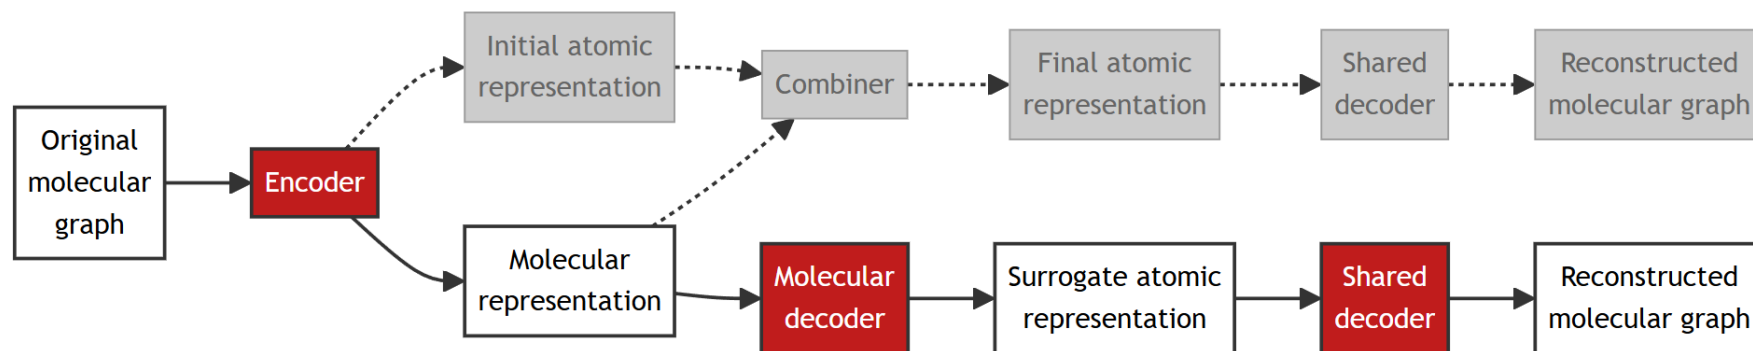 Original
molecular
graph
Encoder
Initial atomic
representation
Combiner
Final atomic
representation
Shared
decoder
Reconstructed
molecular graph
Molecular
representation
Molecular
decoder
Surrogate atomic
representation
Shared
decoder
Reconstructed
molecular graph